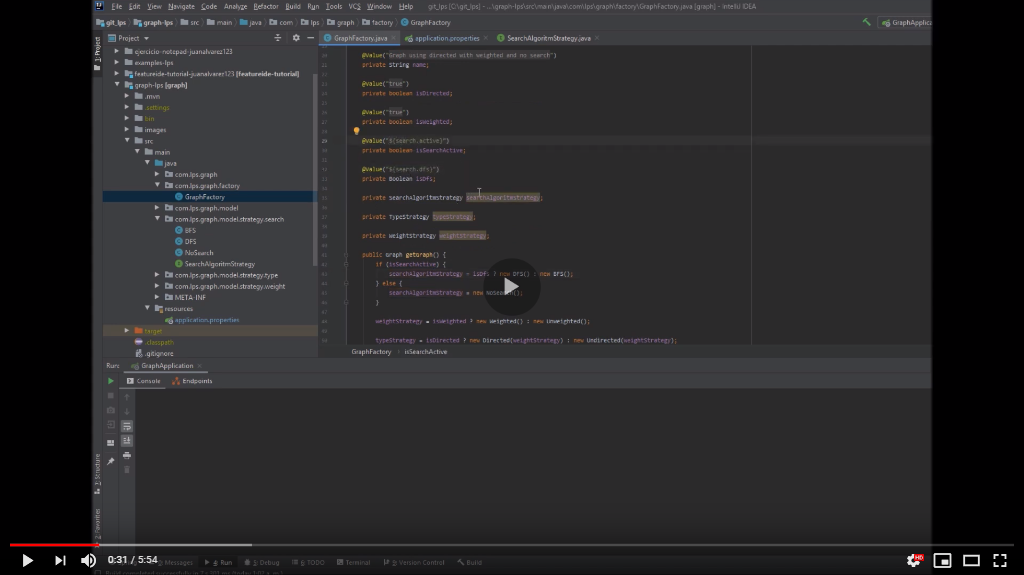 File Edit View Navigate Code Analyze Refactor Build Run Tools VCS Window Help git_lps [C:\git_lps] - ...\graph-lps\src\main\java\com\lps\graph\factory\GraphFactory.java [graph] - IntelliJ IDEA
git_lps graph-lps src main java com lps graph factory GraphFactory GraphApplic
Project GraphFactory.java application.properties SearchAlgoritmStrategy.java
1: Project
ejercicio-notepad-juanalvarez123
examples-lps
featureide-tutorial-juanalvarez123 [featureide-tutorial]
graph-lps [graph]
.mvn
.settings
bin
images
src
main
java
com.lps.graph
com.lps.graph.factory
GraphFactory
com.lps.graph.model
com.lps.graph.model.strategy.search
BFS
DFS
NoSearch
SearchAlgoritmStrategy
com.lps.graph.model.strategy.type
com.lps.graph.model.strategy.weight
META-INF
resources
application.properties
target
.classpath
.gitignore
@Value("Graph using directed with weighted and no search")
private String name;
@Value("true")
private boolean isDirected;
@Value("true")
private boolean isWeighted;
29 @Value("${search.active}")
private boolean isSearchActive;
@Value("${search.dfs}")
private Boolean isDfs;
private SearchAlgoritmStrategy searchAlgoritmStrategy;
private TypeStrategy typeStrategy;
private WeightStrategy weightStrategy;
public Graph getGraph() {
if (isSearchActive) {
searchAlgoritmStrategy = isDfs ? new DFS() : new BFS();
} else {
searchAlgoritmStrategy = new NoSearch();
}
weightStrategy = isWeighted ? new Weighted() : new Unweighted();
typeStrategy = isDirected ? new Directed(weightStrategy) : new Undirected(weightStrategy);
GraphFactory isSearchActive
Run: GraphApplication
Console Endpoints
Structure
2: Favorites
0:31 / 5:54
Messages 4: Run 5: Debug 6: TODO Terminal 9: Version Control Build
HD